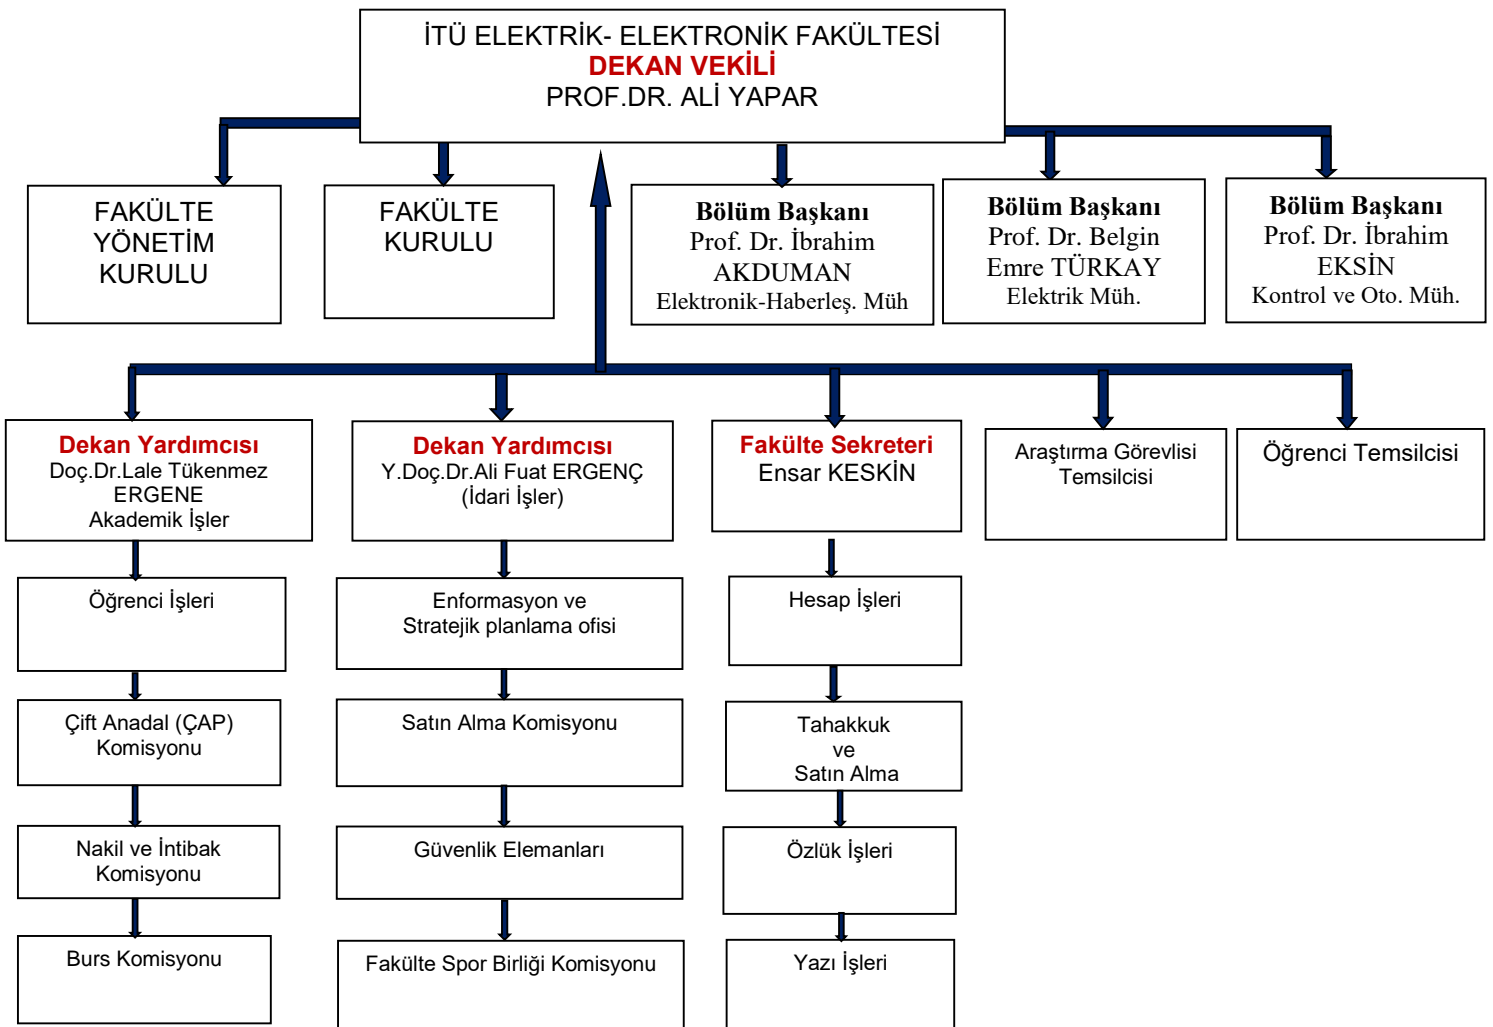 İTÜ ELEKTRİK- ELEKTRONİK FAKÜLTESİ
DEKAN VEKİLİ
PROF.DR. ALİ YAPAR
FAKÜLTE
YÖNETİM
KURULU
FAKÜLTE
KURULU
Bölüm Başkanı
Prof. Dr. İbrahim
AKDUMAN
Elektronik-Haberleş. Müh
Bölüm Başkanı
Prof. Dr. Belgin
Emre TÜRKAY
Elektrik Müh.
Bölüm Başkanı
Prof. Dr. İbrahim
EKSİN
Kontrol ve Oto. Müh.
Dekan Yardımcısı
Doç.Dr.Lale Tükenmez
ERGENE
Akademik İşler
Dekan Yardımcısı
Y.Doç.Dr.Ali Fuat ERGENÇ
(İdari İşler)
Fakülte Sekreteri
Ensar KESKİN
Araştırma Görevlisi
Temsilcisi
Öğrenci Temsilcisi
Öğrenci İşleri
Enformasyon ve
Stratejik planlama ofisi
Hesap İşleri
Çift Anadal (ÇAP)
Komisyonu
Satın Alma Komisyonu
Tahakkuk
ve
Satın Alma
Nakil ve İntibak
Komisyonu
Güvenlik Elemanları
Özlük İşleri
Burs Komisyonu
Fakülte Spor Birliği Komisyonu
Yazı İşleri